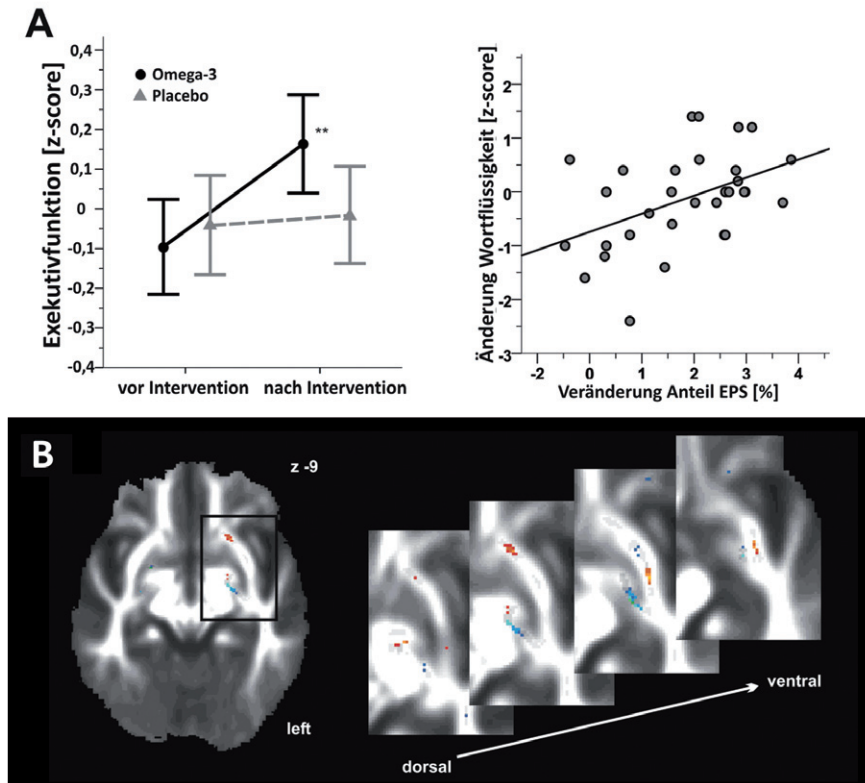 A
Exekutivfunktion [z-score]
0,4
0,3
0,2
0,1
0
-0,1
-0,2
-0,3
-0,4
Omega-3
Placebo
**
vor Intervention
nach Intervention
Änderung Wortflüssigkeit [z-score]
2
1
0
-1
-2
-3
-2
-1
0
1
2
3
4
Veränderung Anteil EPS [%]
B
z -9
left
dorsal
ventral